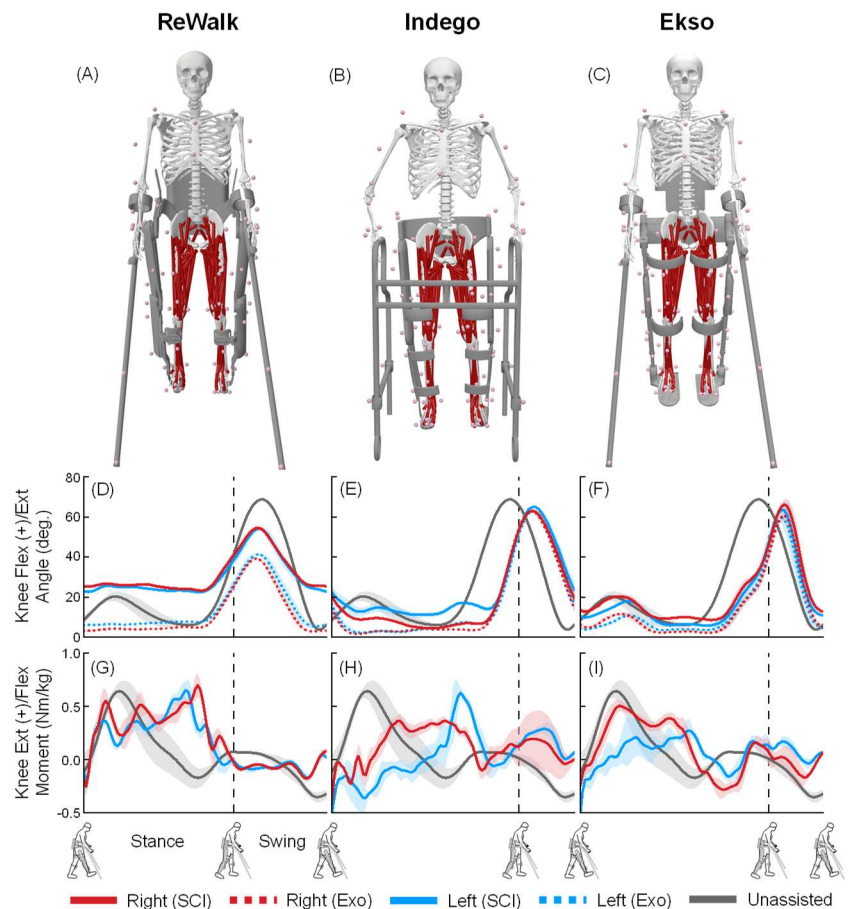 ReWalk Indego Ekso
(A) (B) (C)
Knee Flex (+)/Ext
Angle (deg.)
80
60
40
20
0
(D) (E) (F)
Knee Ext (+)/Flex
Moment (Nm/kg)
1.0
0.5
0.0
-0.5
(G) (H) (I)
Stance Swing
Right (SCI) Right (Exo) Left (SCI) Left (Exo) Unassisted